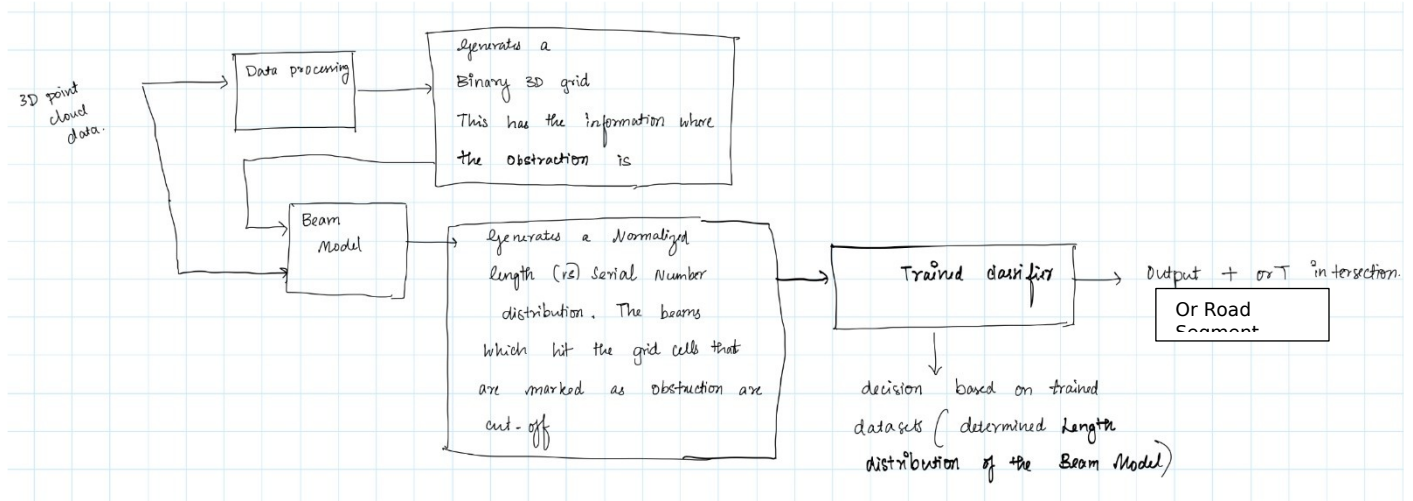 3D point
cloud
data.
Data processing
Generates a
Binary 3D grid
This has the information where
the obstraction is
Beam
Model
Generates a Normalized
length (vs) Serial Number
distribution. The beams
which hit the grid cells that
are marked as obstruction are
cut-off
Trained classifier
Output + or T intersection.
Or Road
Segment
decision based on trained
datasets ( determined Length
distribution of the Beam Model)